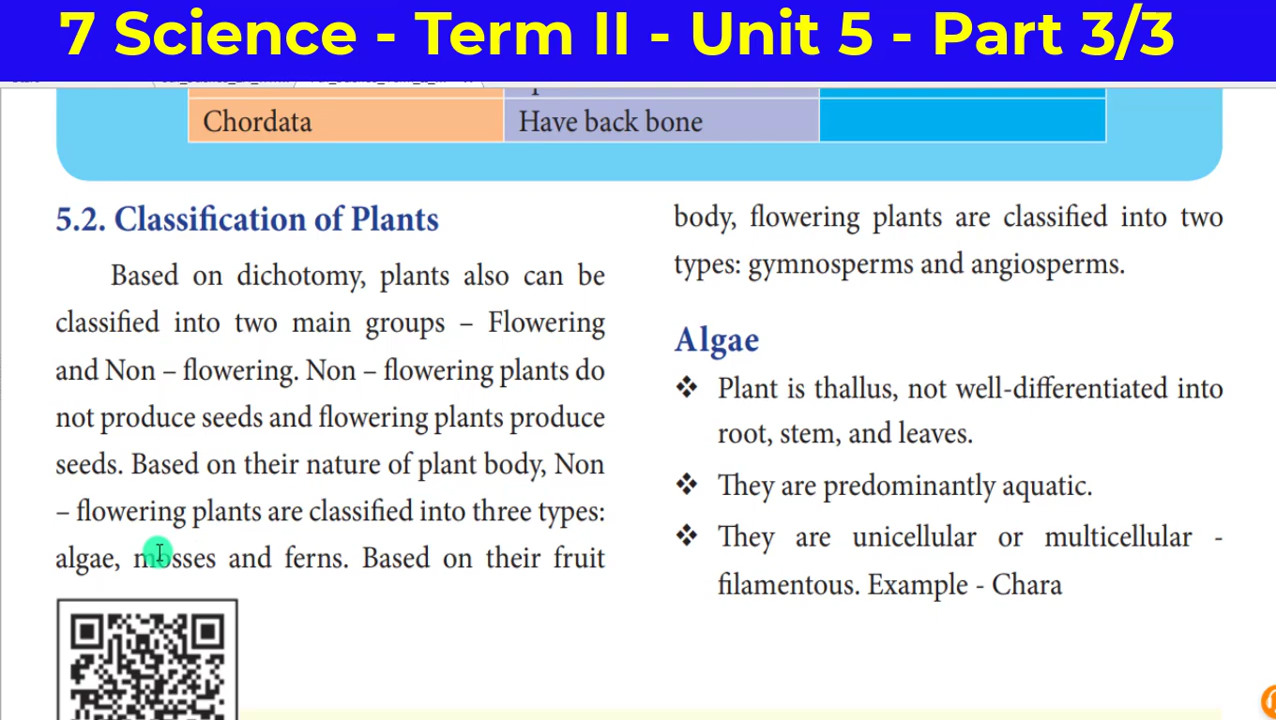 7 Science - Term II - Unit 5 - Part 3/3
Chordata
Have back bone
5.2. Classification of Plants
Based on dichotomy, plants also can be
classified into two main groups – Flowering
and Non – flowering. Non – flowering plants do
not produce seeds and flowering plants produce
seeds. Based on their nature of plant body, Non
– flowering plants are classified into three types:
algae, mosses and ferns. Based on their fruit
body, flowering plants are classified into two
types: gymnosperms and angiosperms.
Algae
❖ Plant is thallus, not well-differentiated into
root, stem, and leaves.
❖ They are predominantly aquatic.
❖ They are unicellular or multicellular -
filamentous. Example - Chara